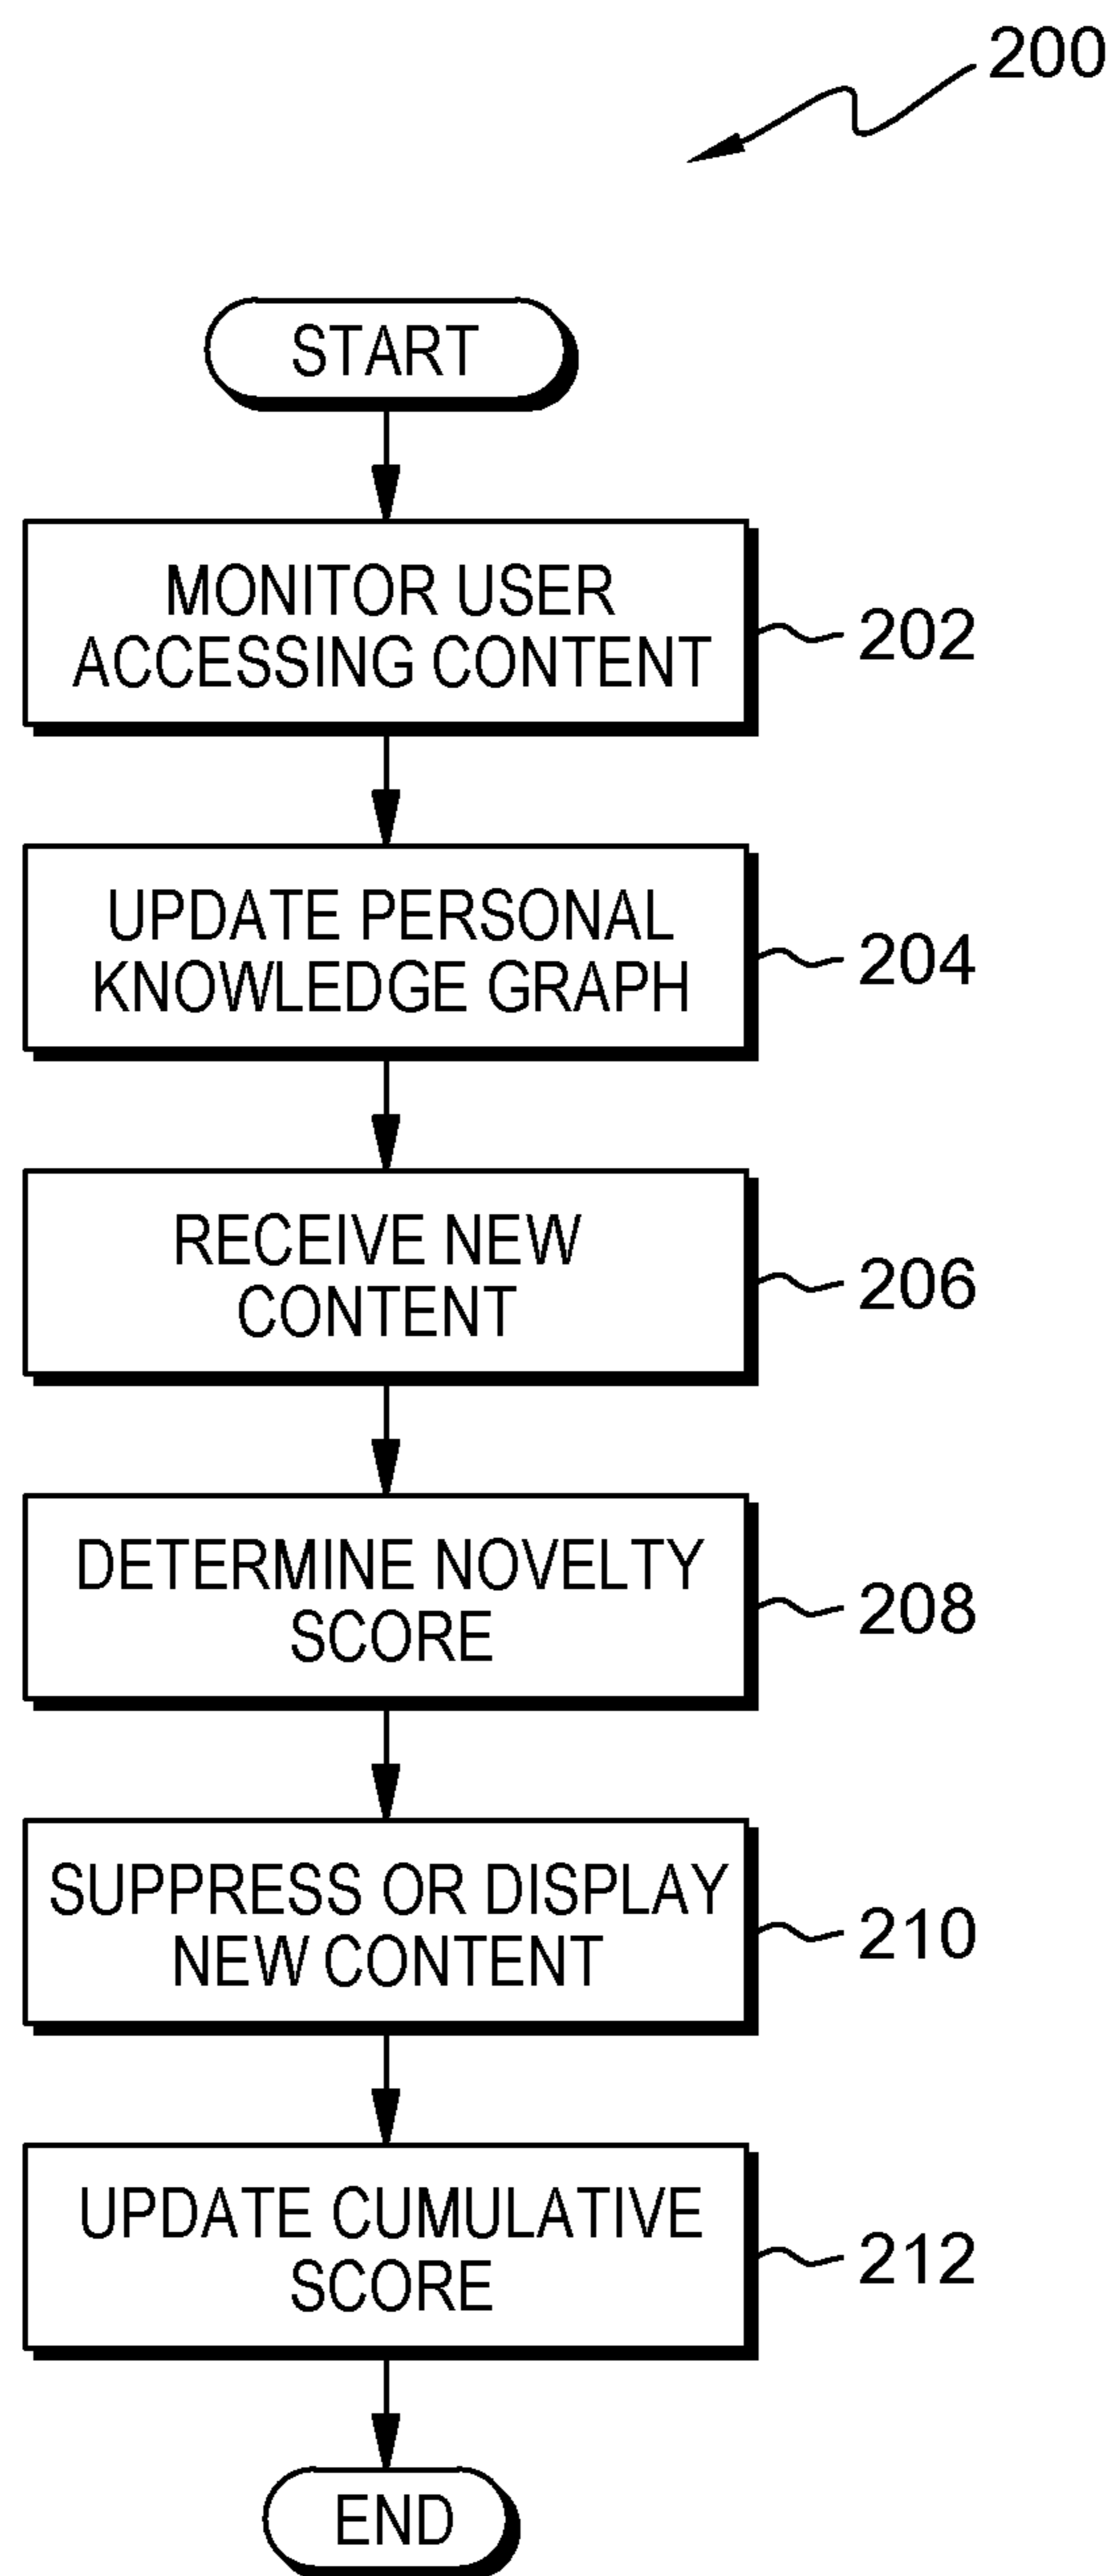 200
START
MONITOR USER
ACCESSING CONTENT
202
UPDATE PERSONAL
KNOWLEDGE GRAPH
204
RECEIVE NEW
CONTENT
206
DETERMINE NOVELTY
SCORE
208
SUPPRESS OR DISPLAY
NEW CONTENT
210
UPDATE CUMULATIVE
SCORE
212
END